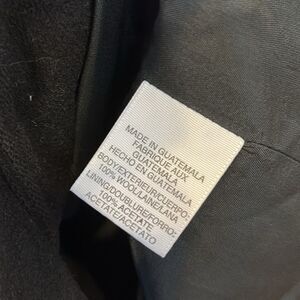 MADE IN GUATEMALA
FABRIQUE AUX
GUATEMALA
HECHO EN GUATEMALA
BODY/EXTERIEUR/CUERPO:
100% WOOL/LAINE/LANA
LINING/DOUBLURE/FORRO:
100% ACETATE
ACETATE/ACETATO